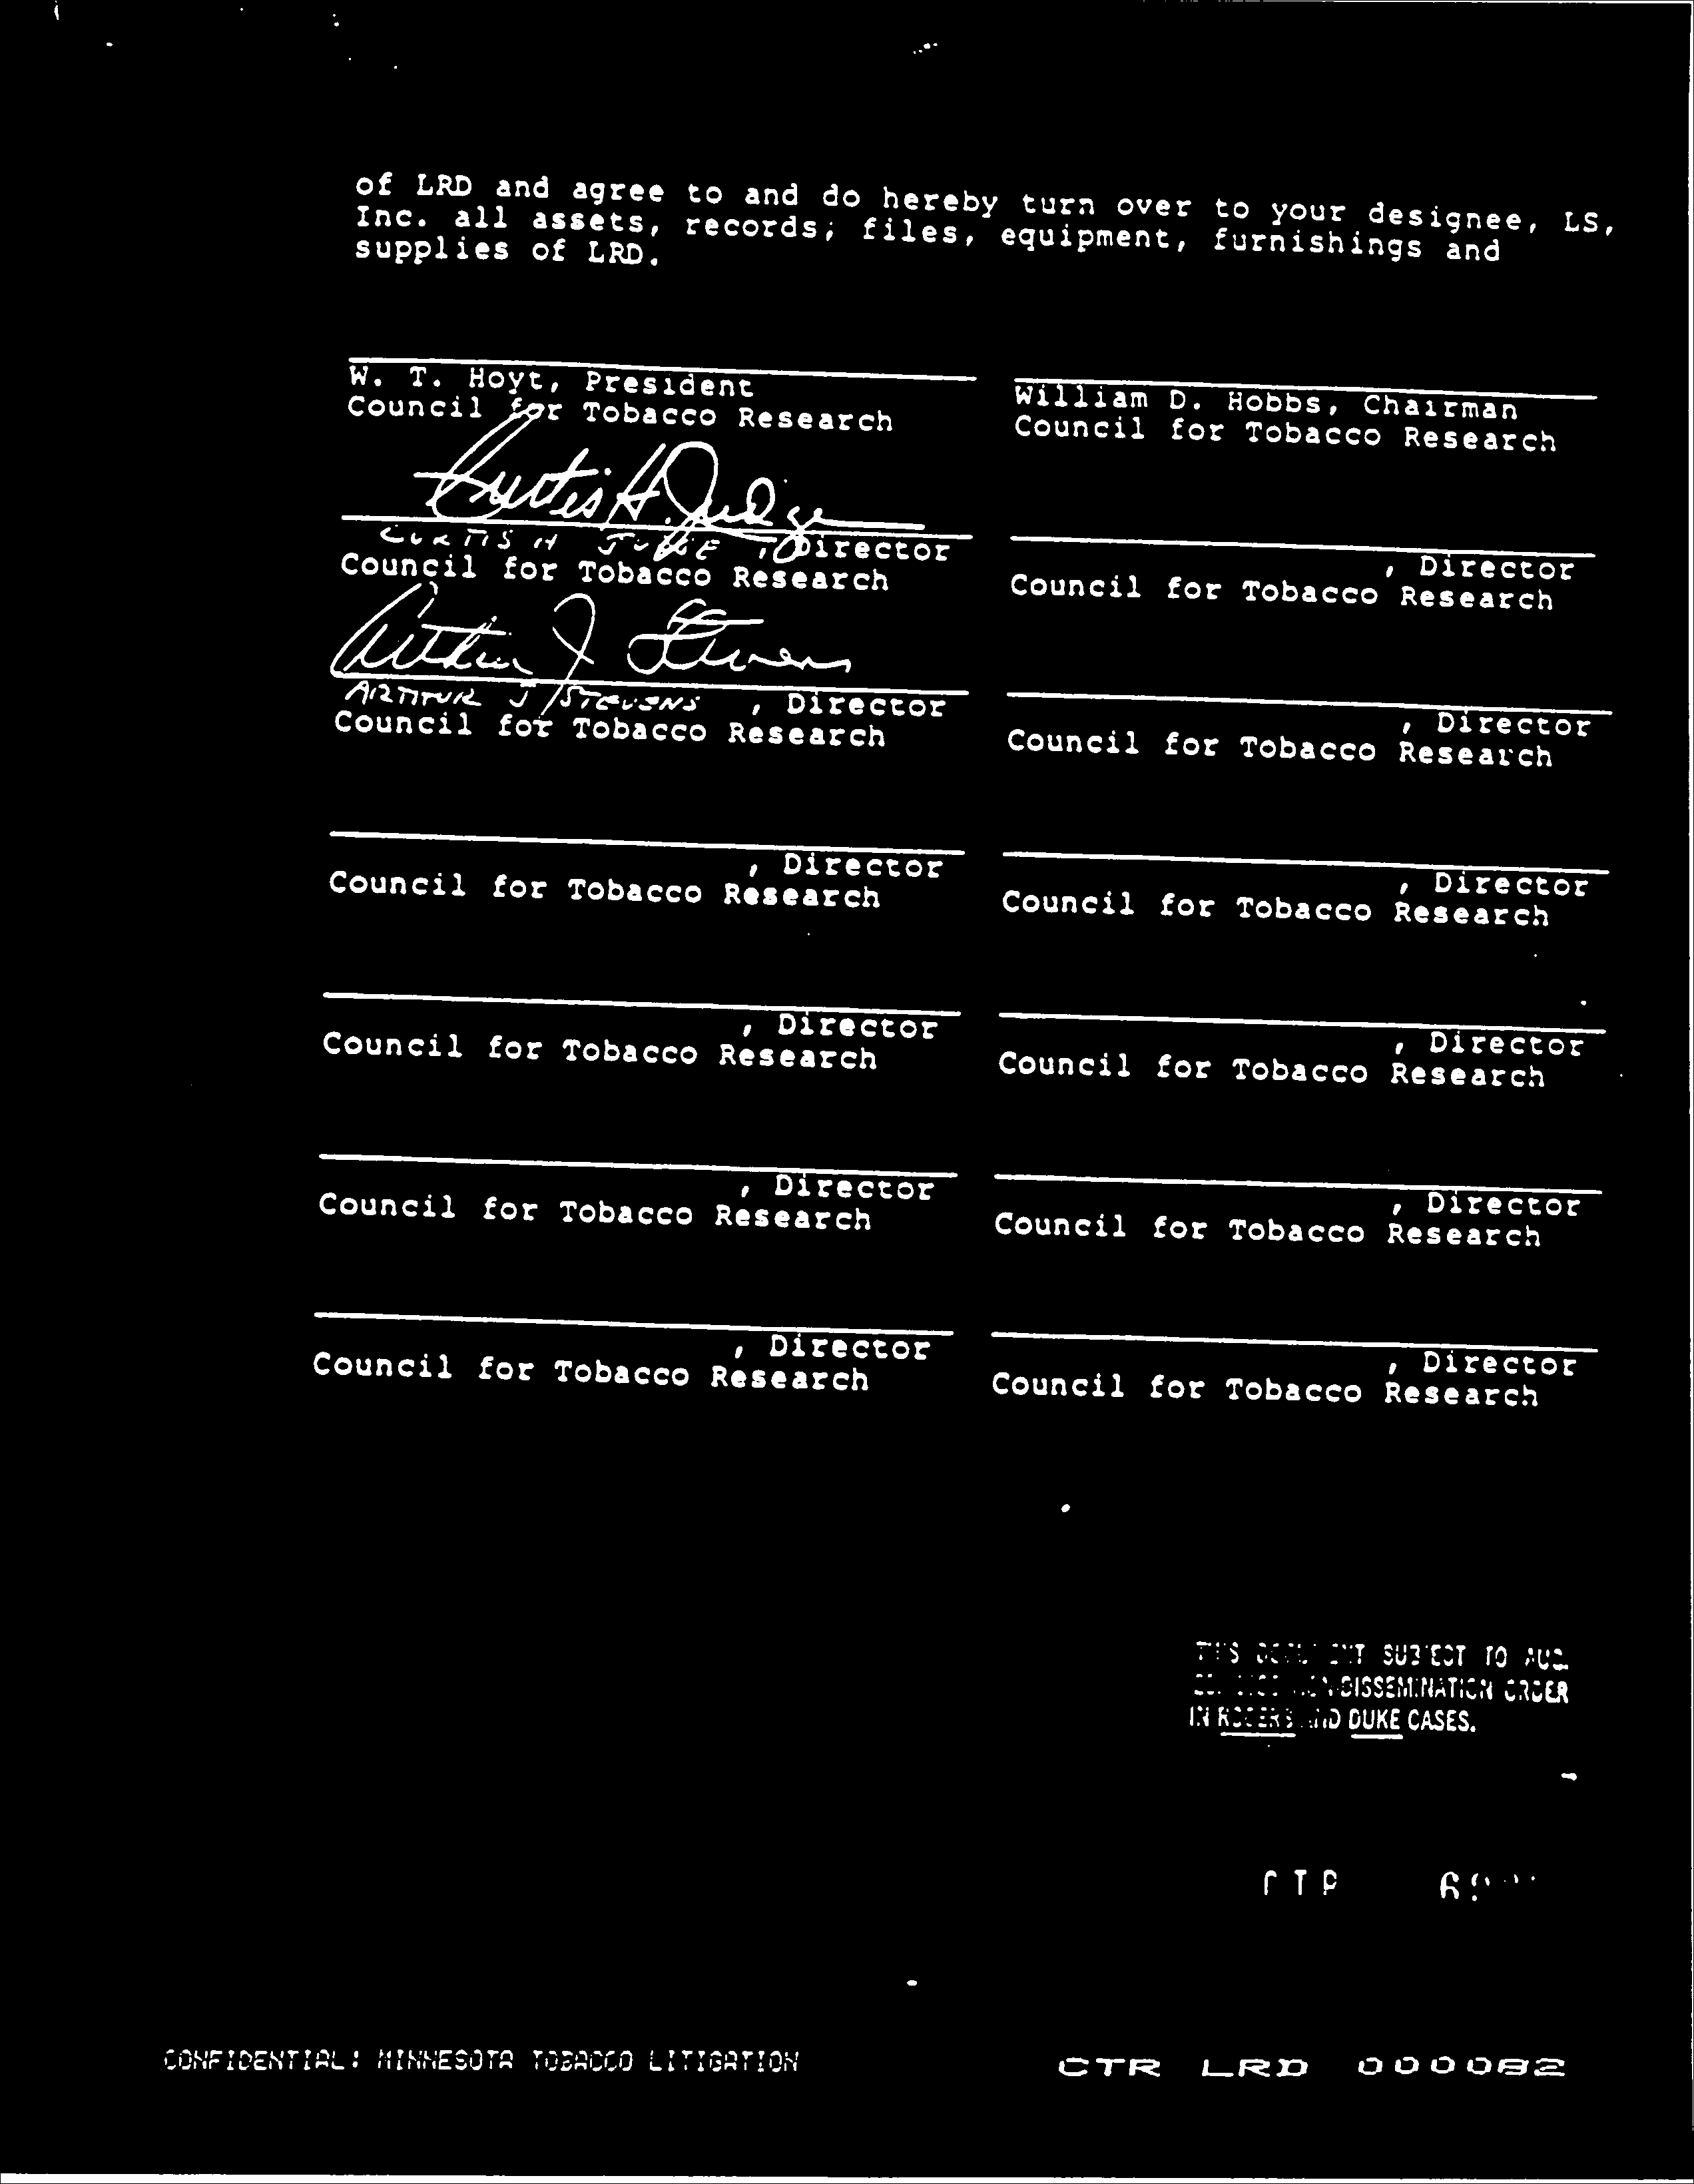 of LRD and agree to and do hereby turn over to your designee, LS,
Inc. all assets, records, files, equipment, furnishings and
supplies of LRD.
W. T. Hoyt, President
Council for Tobacco Research
William D. Hobbs, Chairman
Council for Tobacco Research
Curtis H. Judge
CURTIS H JUDGE , Director
Council for Tobacco Research
, Director
Council for Tobacco Research
Arthur J Stevens
ARTHUR J STEVENS , Director
Council for Tobacco Research
, Director
Council for Tobacco Research
, Director
Council for Tobacco Research
, Director
Council for Tobacco Research
, Director
Council for Tobacco Research
, Director
Council for Tobacco Research
, Director
Council for Tobacco Research
, Director
Council for Tobacco Research
, Director
Council for Tobacco Research
, Director
Council for Tobacco Research
THIS DOCUMENT SUBJECT TO
DISSEMINATION ORDER
IN ROGERS AND DUKE CASES.
CONFIDENTIAL: MINNESOTA TOBACCO LITIGATION
CTR LRD 000082